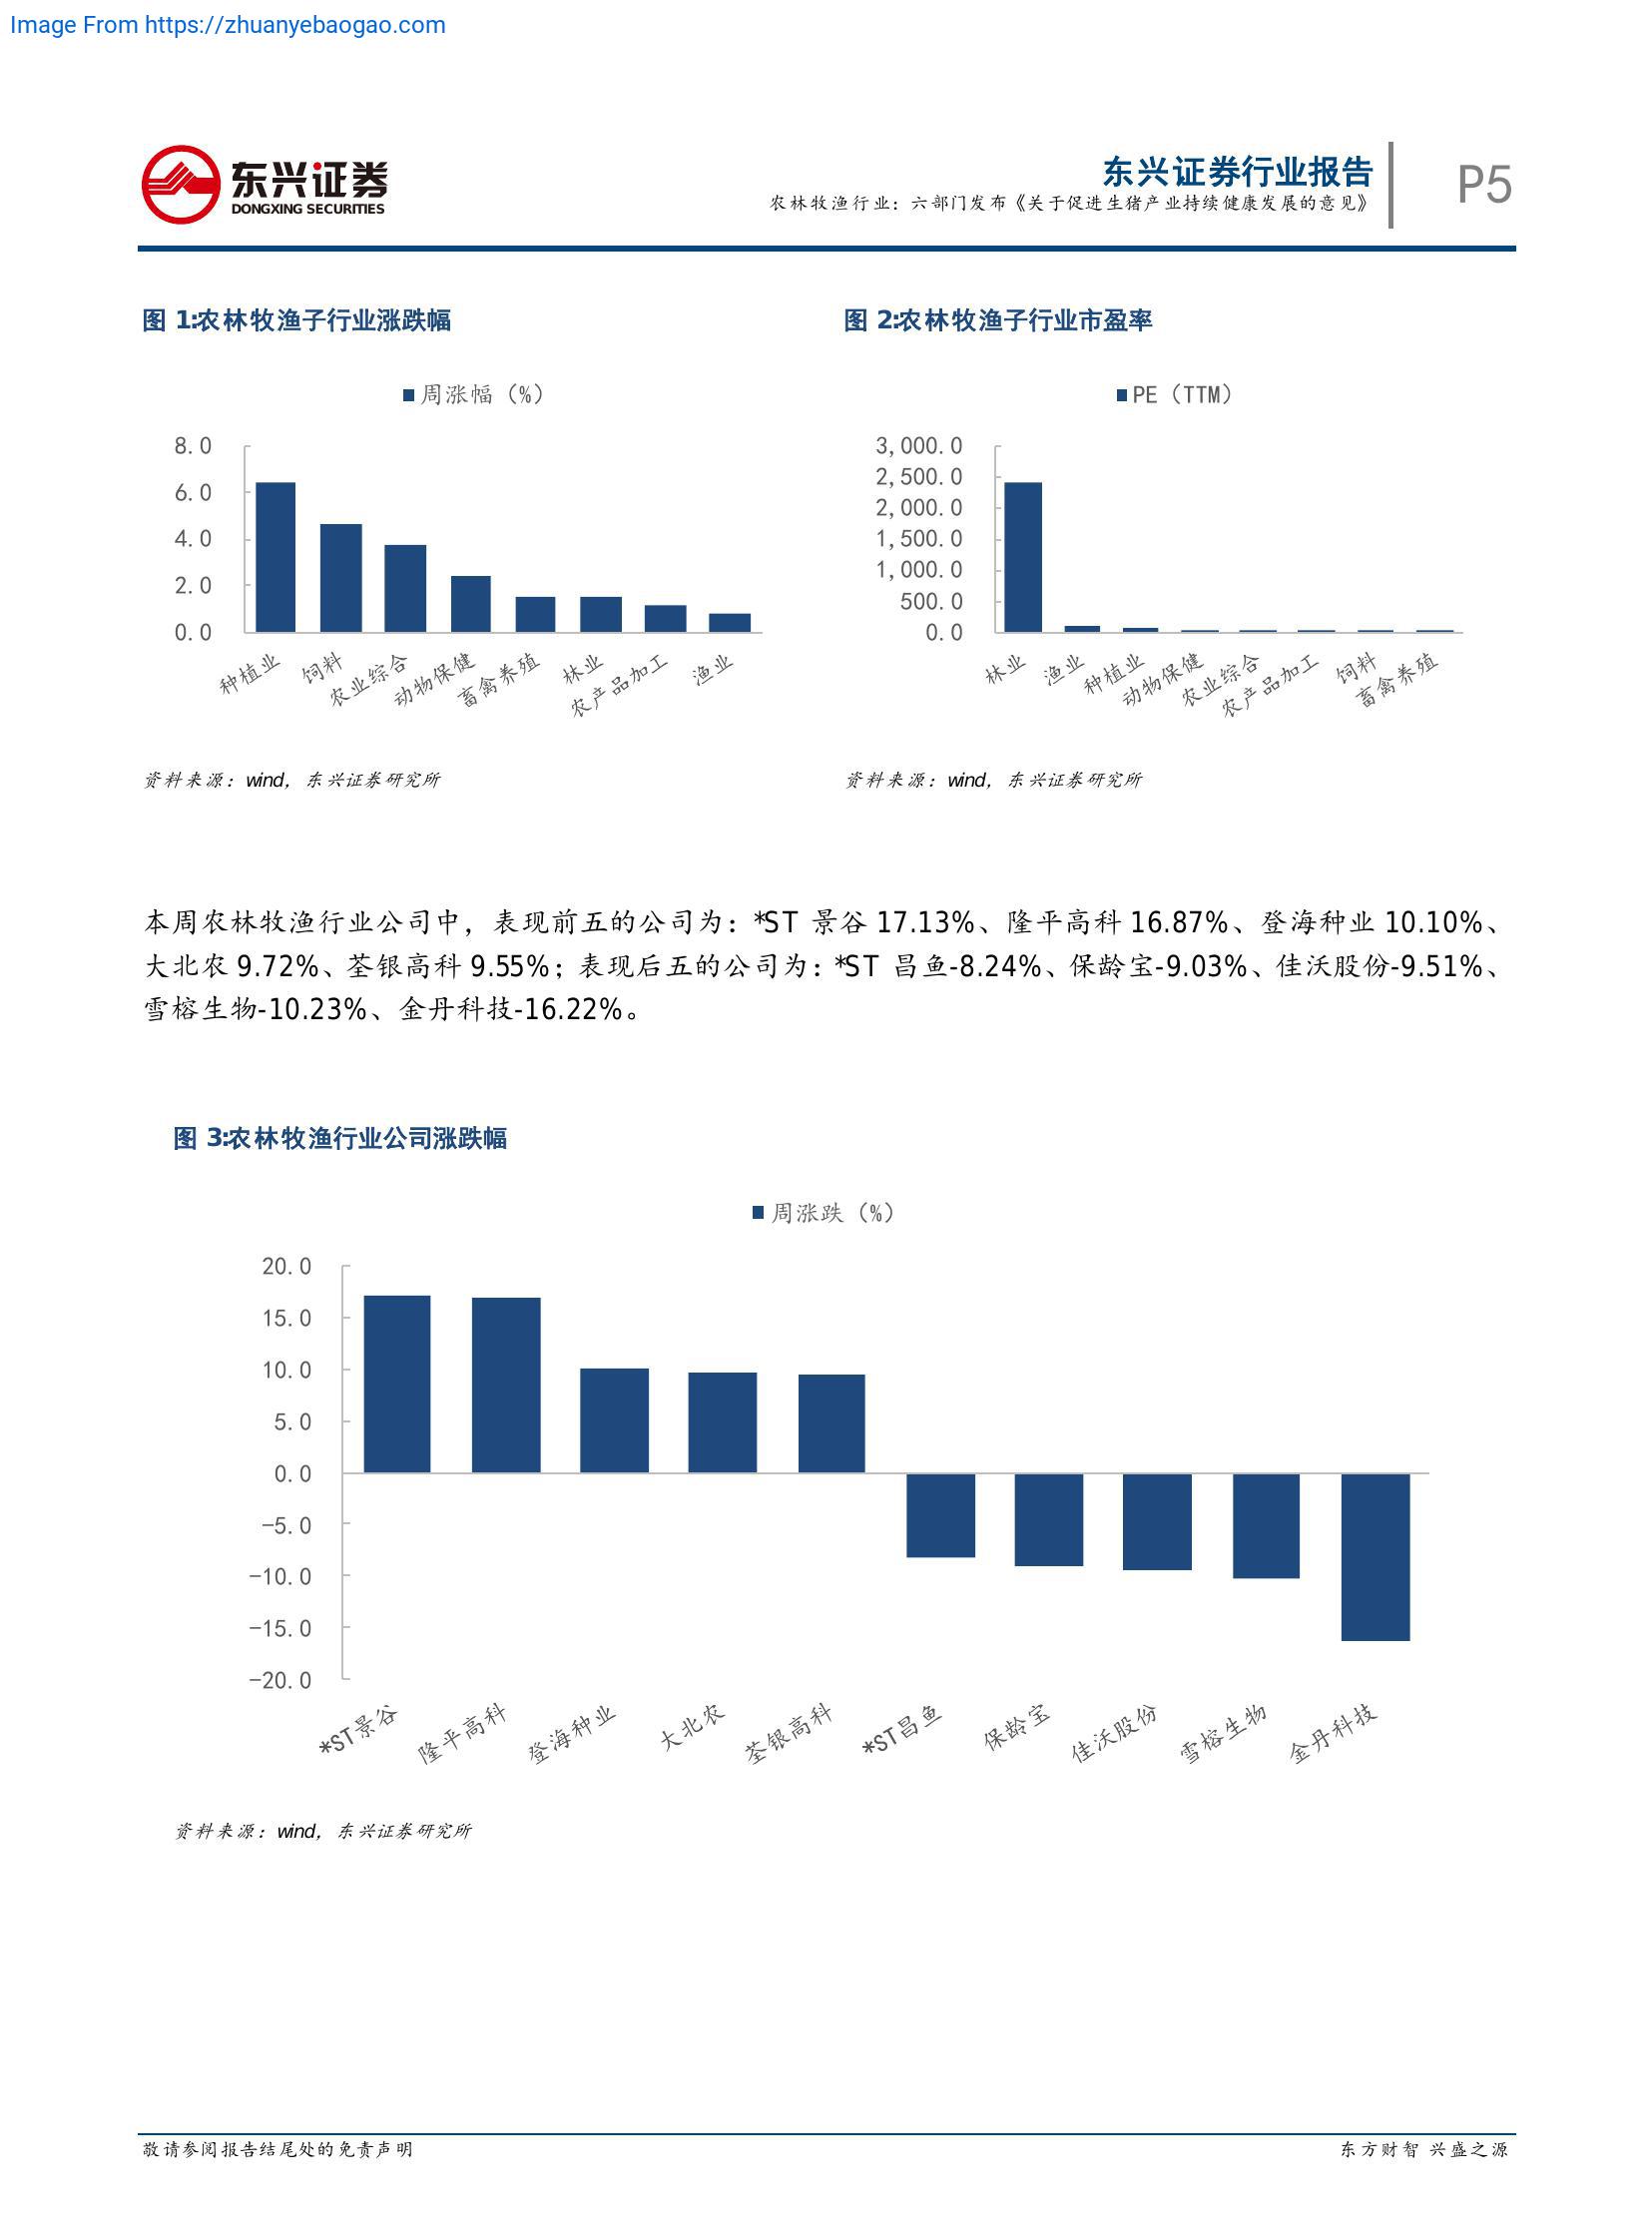 Image From https://zhuanyebaogao.com
东兴证券
DONGXING SECURITIES
东兴证券行业报告
农林牧渔行业：六部门发布《关于促进生猪产业持续健康发展的意见》
P5
图 1:农林牧渔子行业涨跌幅
周涨幅（%）
8.0
6.0
4.0
2.0
0.0
种植业
饲料
农业综合
动物保健
畜禽养殖
林业
农产品加工
渔业
资料来源：wind，东兴证券研究所
图 2:农林牧渔子行业市盈率
PE（TTM）
3,000.0
2,500.0
2,000.0
1,500.0
1,000.0
500.0
0.0
林业
渔业
种植业
动物保健
农业综合
农产品加工
饲料
畜禽养殖
资料来源：wind，东兴证券研究所
本周农林牧渔行业公司中，表现前五的公司为：*ST 景谷 17.13%、隆平高科 16.87%、登海种业 10.10%、
大北农 9.72%、荃银高科 9.55%；表现后五的公司为：*ST 昌鱼-8.24%、保龄宝-9.03%、佳沃股份-9.51%、
雪榕生物-10.23%、金丹科技-16.22%。
图 3:农林牧渔行业公司涨跌幅
周涨跌（%）
20.0
15.0
10.0
5.0
0.0
-5.0
-10.0
-15.0
-20.0
*ST景谷
隆平高科
登海种业
大北农
荃银高科
*ST昌鱼
保龄宝
佳沃股份
雪榕生物
金丹科技
资料来源：wind，东兴证券研究所
敬请参阅报告结尾处的免责声明
东方财智 兴盛之源